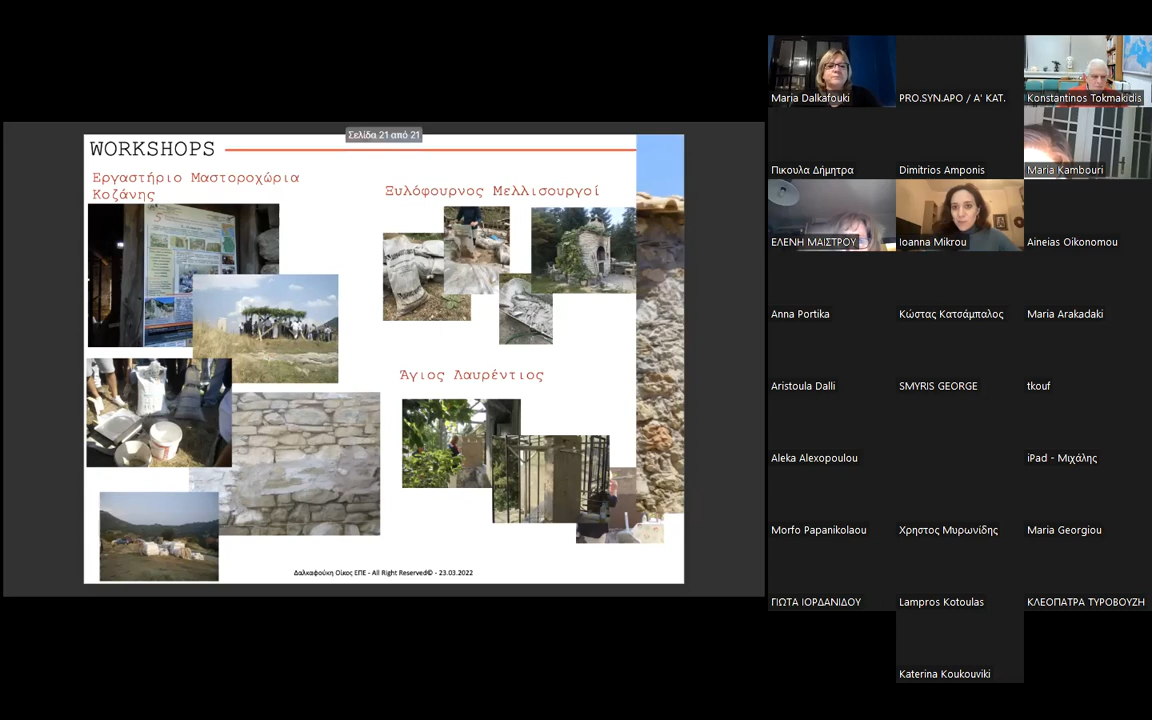 Σελίδα 21 από 21
WORKSHOPS
Εργαστήριο Μαστοροχώρια
Κοζάνης
Ξυλόφουρνος Μελλισουργοί
Άγιος Λαυρέντιος
Δαλκαφούκη Οίκος ΕΠΕ - All Right Reserved© - 23.03.2022
Maria Dalkafouki
PRO.SYN.APO / A' KAT.
Konstantinos Tokmakidis
Πικουλα Δήμητρα
Dimitrios Amponis
Maria Kambouri
ΕΛΕΝΗ ΜΑΙΣΤΡΟΥ
Ioanna Mikrou
Aineias Oikonomou
Anna Portika
Κώστας Κατσάμπαλος
Maria Arakadaki
Aristoula Dalli
SMYRIS GEORGE
tkouf
Aleka Alexopoulou
iPad - Μιχάλης
Morfo Papanikolaou
Χρηστος Μυρωνίδης
Maria Georgiou
ΓΙΩΤΑ ΙΟΡΔΑΝΙΔΟΥ
Lampros Kotoulas
ΚΛΕΟΠΑΤΡΑ ΤΥΡΟΒΟΥΖΗ
Katerina Koukouviki